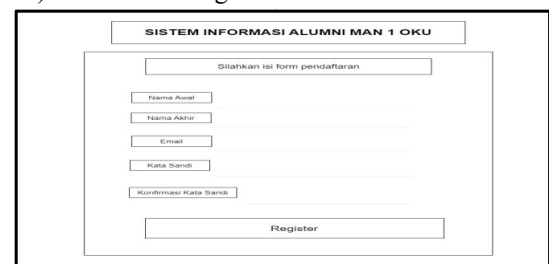 SISTEM INFORMASI ALUMNI MAN 1 OKU
Silahkan isi form pendaftaran
Nama Awal
Nama Akhir
Email
Kata Sandi
Konfirmasi Kata Sandi
Register